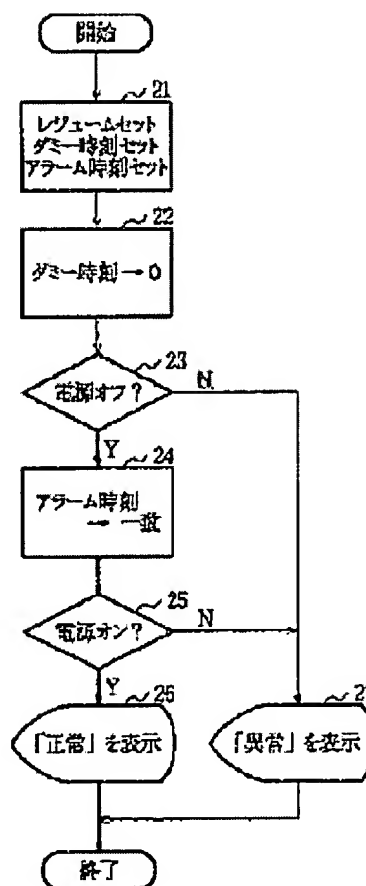 開始
21
レジュームセット
ダミー時刻セット
アラーム時刻セット
22
ダミー時刻→0
23
電源オフ?
N
Y
24
アラーム時刻
→一致
25
電源オン?
N
Y
26
「正常」を表示
「異常」を表示
終了